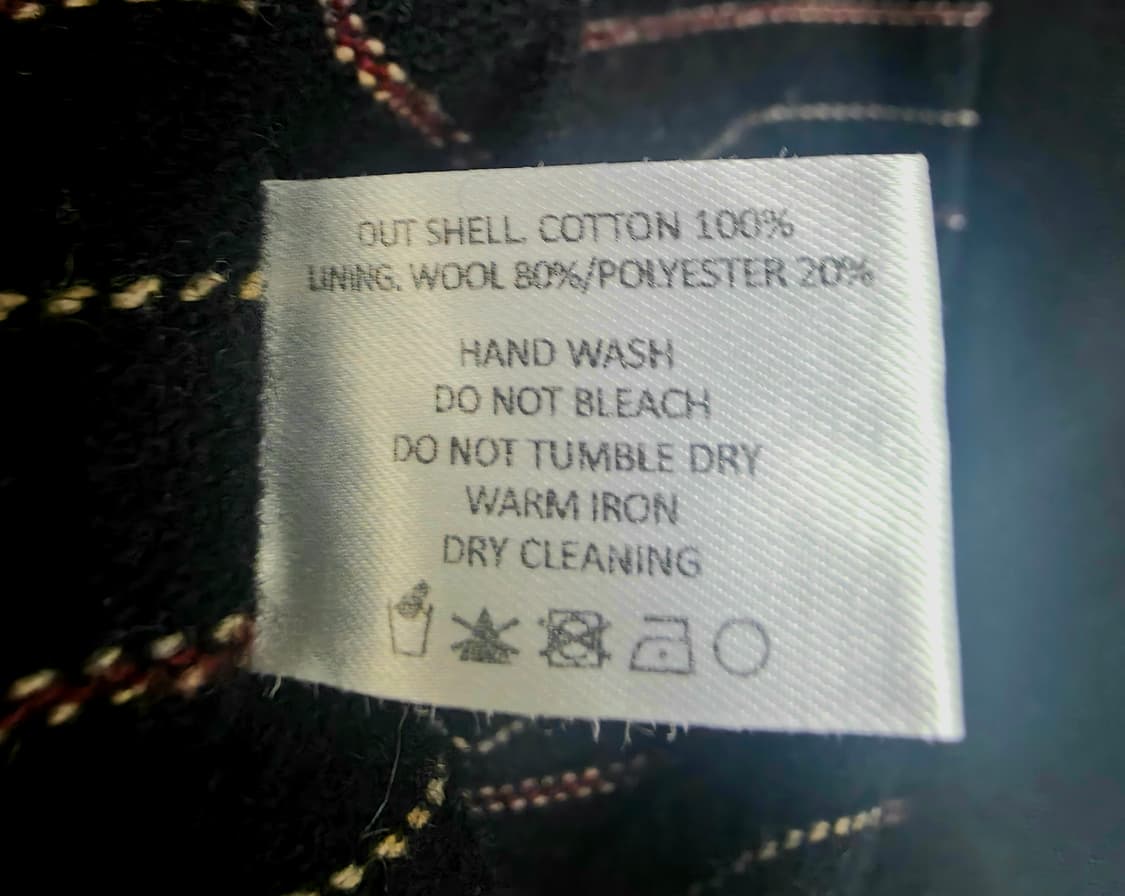 OUT SHELL. COTTON 100%
LINING. WOOL 80%/POLYESTER 20%
HAND WASH
DO NOT BLEACH
DO NOT TUMBLE DRY
WARM IRON
DRY CLEANING